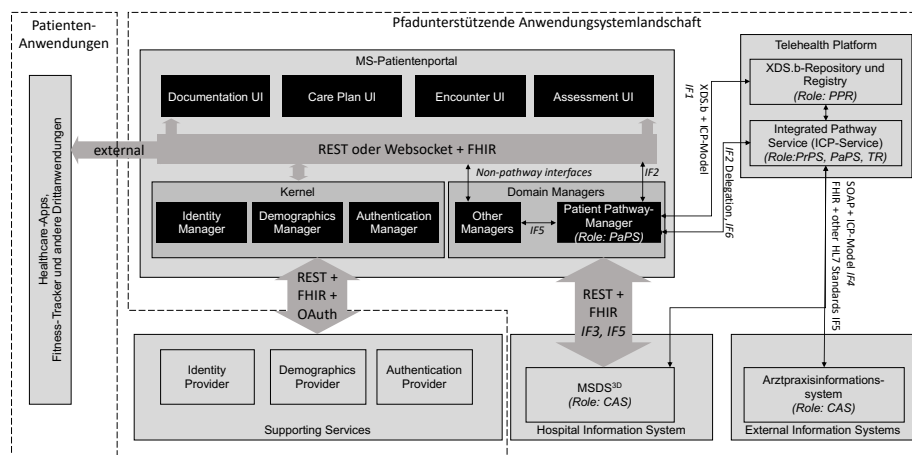 Patienten-
Anwendungen
Healthcare-Apps,
Fitness-Tracker und andere Drittanwendungen
external
Pfadunterstützende Anwendungsystemlandschaft
MS-Patientenportal
Documentation UI
Care Plan UI
Encounter UI
Assessment UI
REST oder Websocket + FHIR
Non-pathway interfaces
IF2
Kernel
Identity
Manager
Demographics
Manager
Authentication
Manager
Domain Managers
Other
Managers
IF5
Patient Pathway-
Manager
(Role: PaPS)
XDS.b + ICP-Model
IF1
IF2 Delegation, IF6
Telehealth Platform
XDS.b-Repository und
Registry
(Role: PPR)
Integrated Pathway
Service (ICP-Service)
(Role:PrPS, PaPS, TR)
SOAP + ICP-Model IF4
FHIR + other HL7 Standards IF5
REST +
FHIR +
OAuth
REST +
FHIR
IF3, IF5
Identity
Provider
Demographics
Provider
Authentication
Provider
Supporting Services
MSDS3D
(Role: CAS)
Hospital Information System
Arztpraxisinformations-
system
(Role: CAS)
External Information Systems